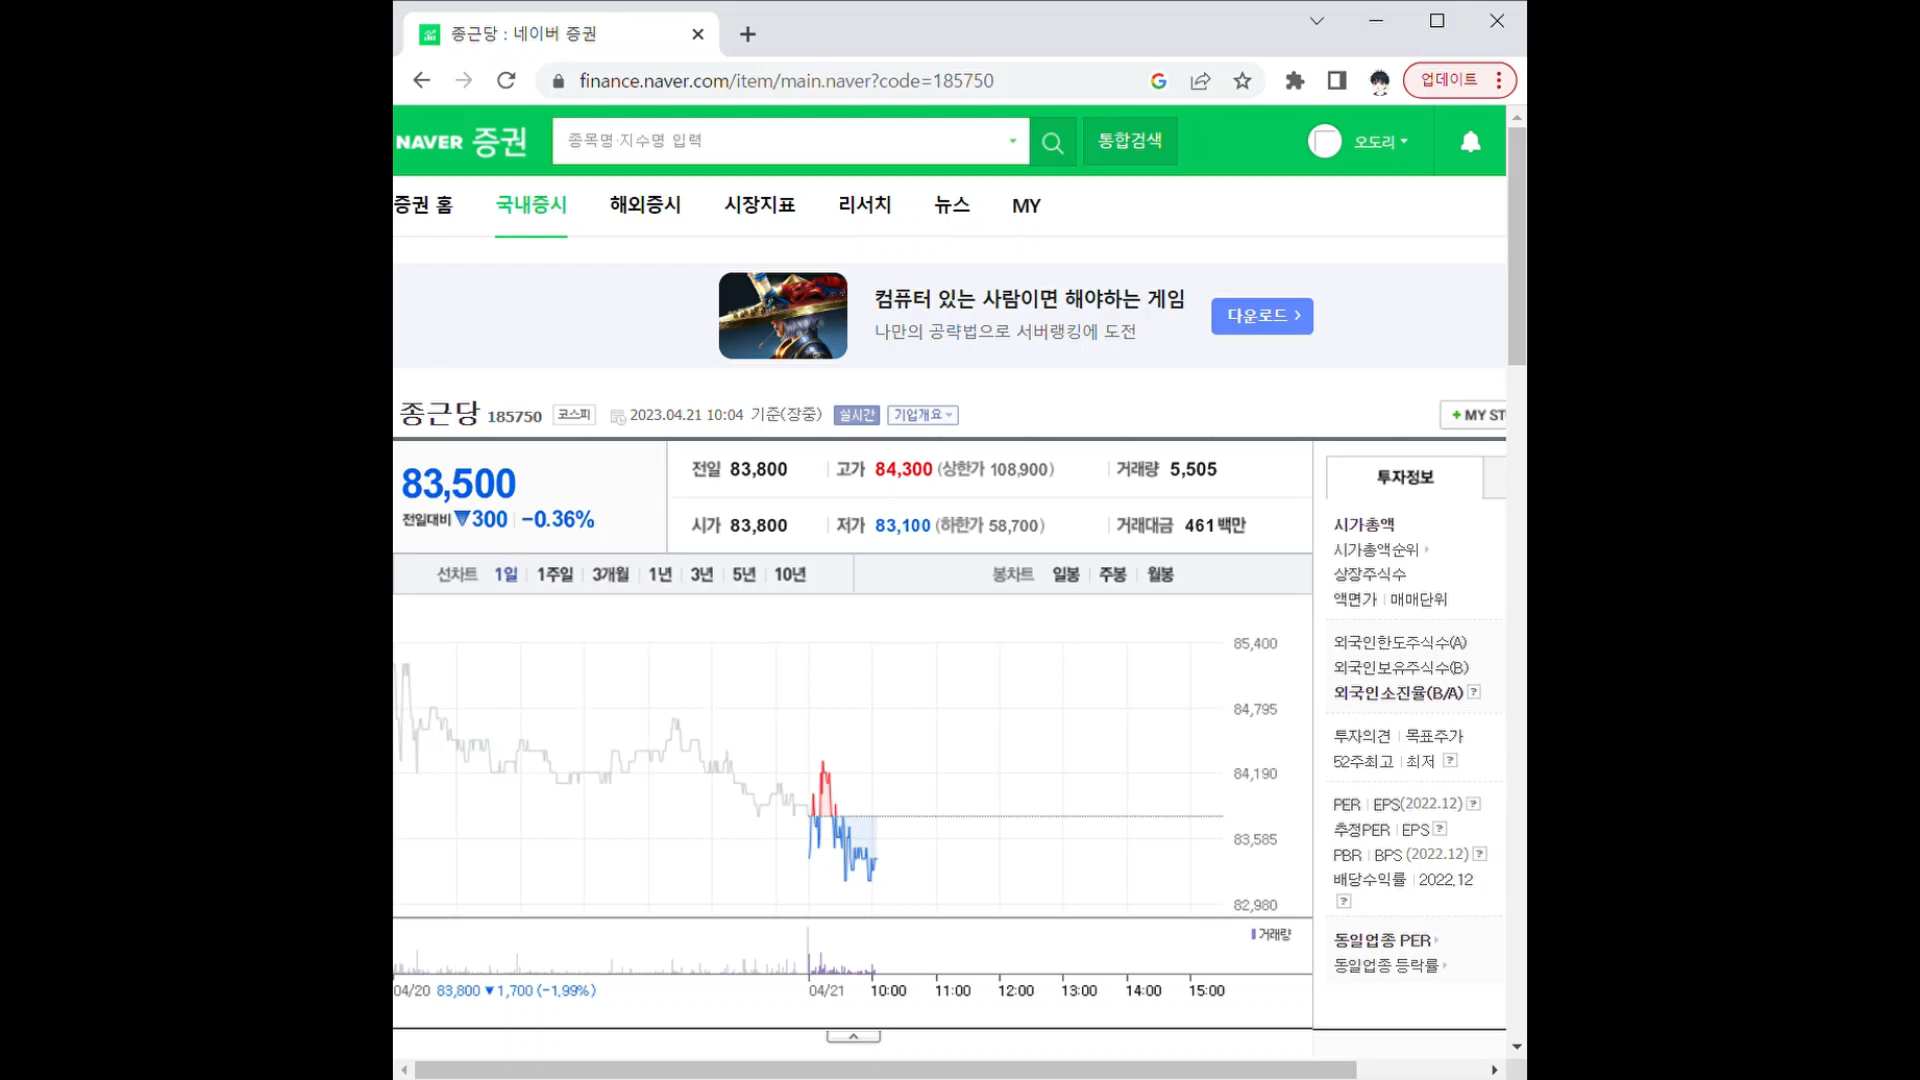 종근당 : 네이버 증권
finance.naver.com/item/main.naver?code=185750
업데이트
NAVER 증권
종목명·지수명 입력
통합검색
오도리
증권 홈 국내증시 해외증시 시장지표 리서치 뉴스 MY
컴퓨터 있는 사람이면 해야하는 게임
나만의 공략법으로 서버랭킹에 도전
다운로드
종근당 185750 코스피 2023.04.21 10:04 기준(장중) 실시간 기업개요
+ MY ST
83,500
전일대비 ▼300 -0.36%
전일 83,800 고가 84,300 (상한가 108,900) 거래량 5,505
시가 83,800 저가 83,100 (하한가 58,700) 거래대금 461백만
선차트 1일 1주일 3개월 1년 3년 5년 10년 봉차트 일봉 주봉 월봉
85,400
84,795
84,190
83,585
82,980
거래량
04/20 83,800 ▼1,700 (-1.99%) 04/21 10:00 11:00 12:00 13:00 14:00 15:00
투자정보
시가총액
시가총액순위
상장주식수
액면가 매매단위
외국인한도주식수(A)
외국인보유주식수(B)
외국인소진율(B/A) ?
투자의견 목표주가
52주최고 최저 ?
PER EPS(2022.12) ?
추정PER EPS ?
PBR BPS (2022.12) ?
배당수익률 2022.12
?
동일업종 PER
동일업종 등락률